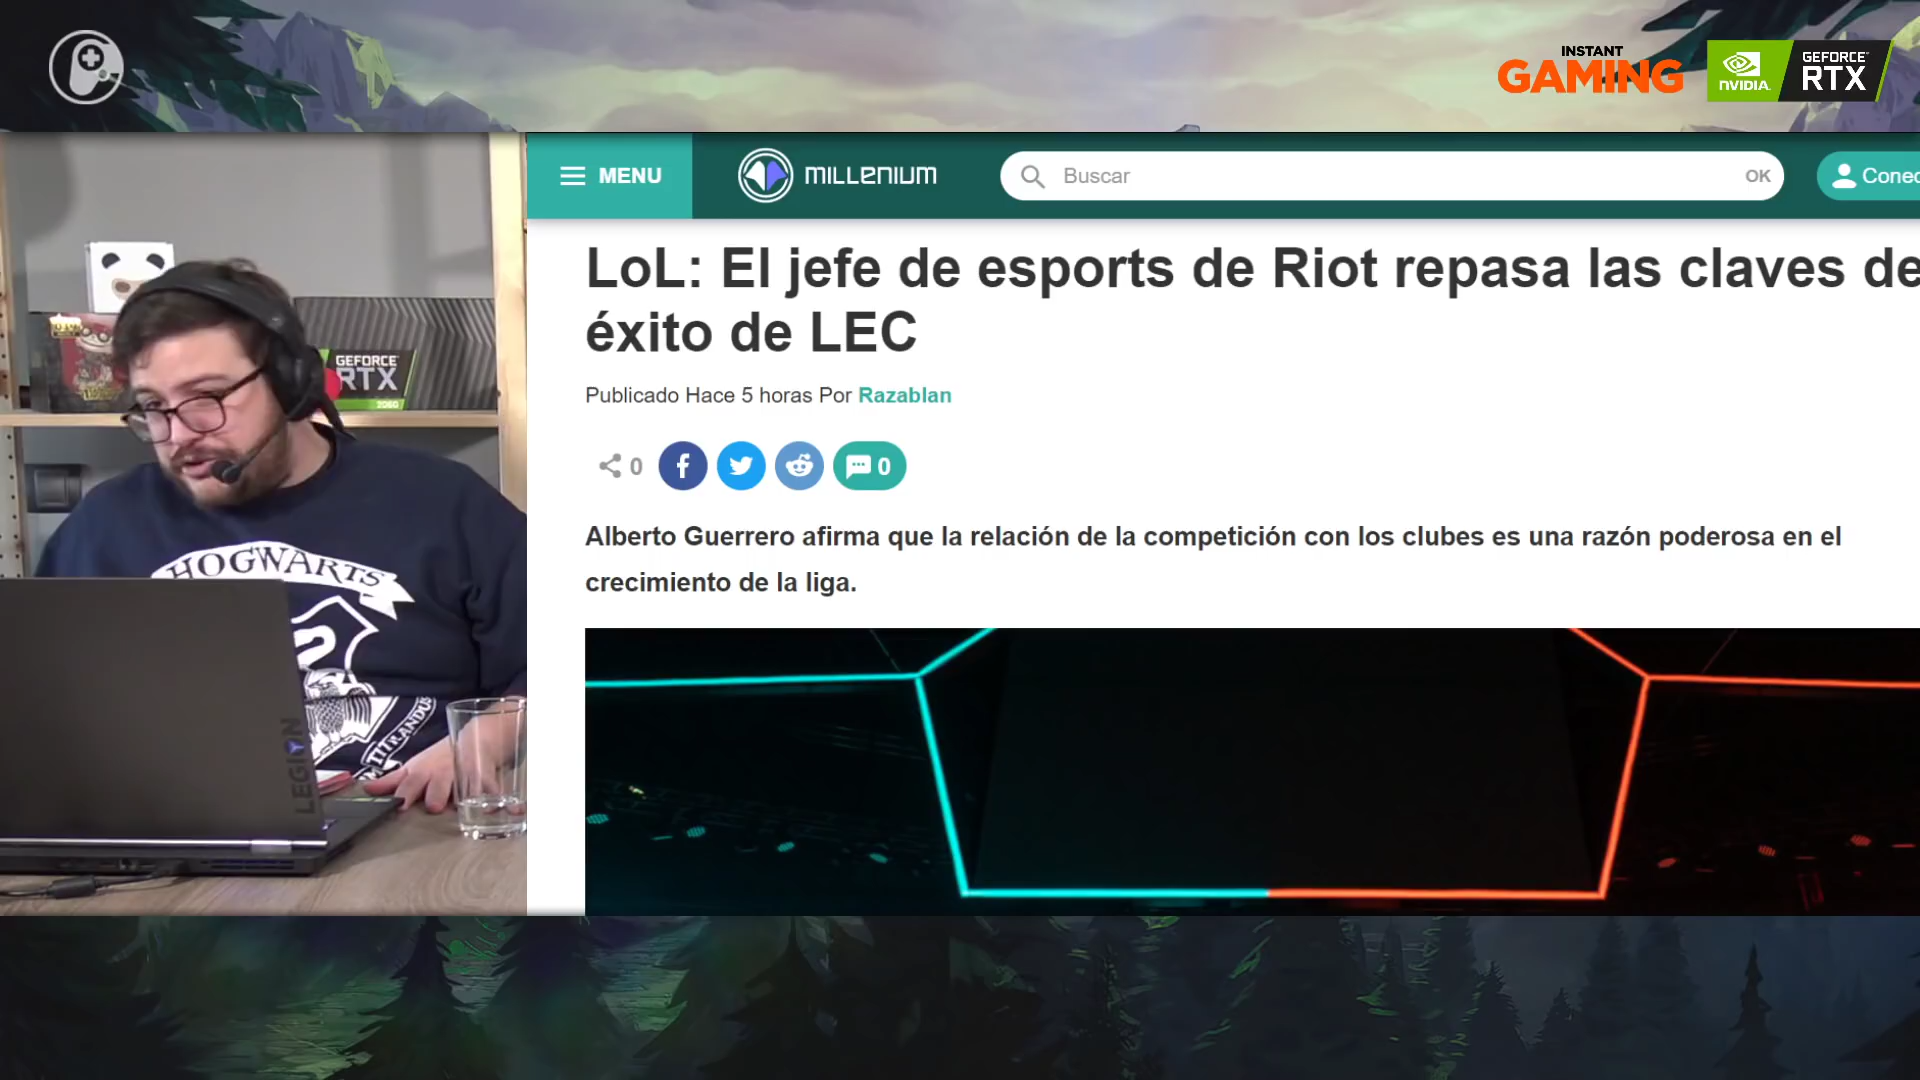 INSTANT
GAMING
NVIDIA.
GEFORCE
RTX
MENU
MILLENIUM
Buscar
OK
Conec
LoL: El jefe de esports de Riot repasa las claves de
éxito de LEC
Publicado Hace 5 horas Por Razablan
0
0
Alberto Guerrero afirma que la relación de la competición con los clubes es una razón poderosa en el
crecimiento de la liga.
GEFORCE
RTX
2060
HOGWARTS
TITILLANDUS
LEGION